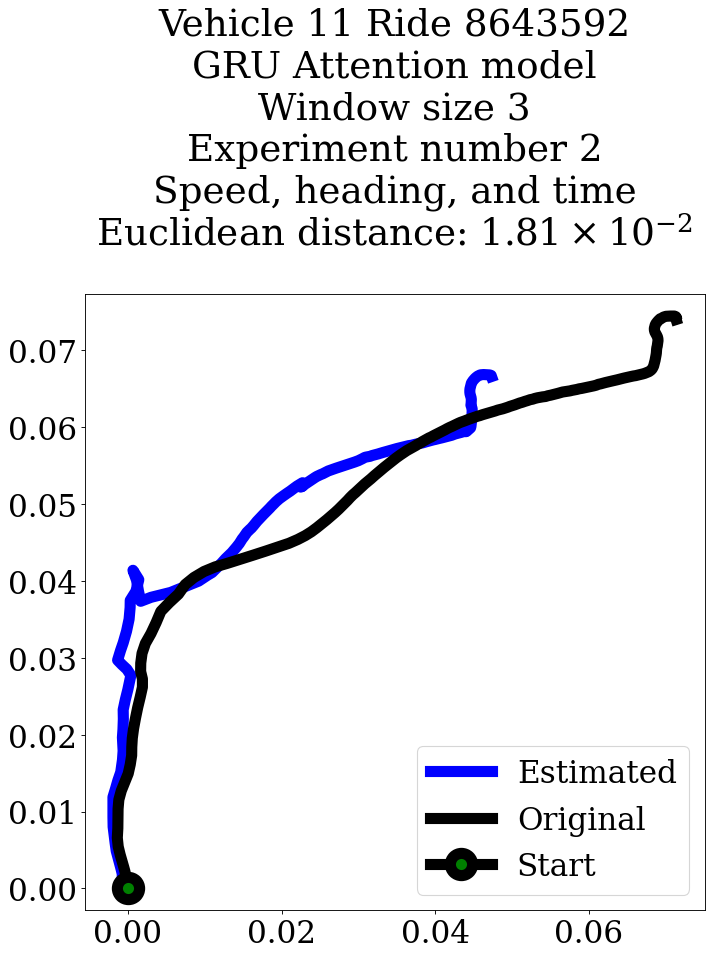 Vehicle 11 Ride 8643592
GRU Attention model
Window size 3
Experiment number 2
Speed, heading, and time
Euclidean distance: 1.81 × 10⁻²
0.07
0.06
0.05
0.04
0.03
0.02
0.01
0.00
Estimated
Original
Start
0.00 0.02 0.04 0.06